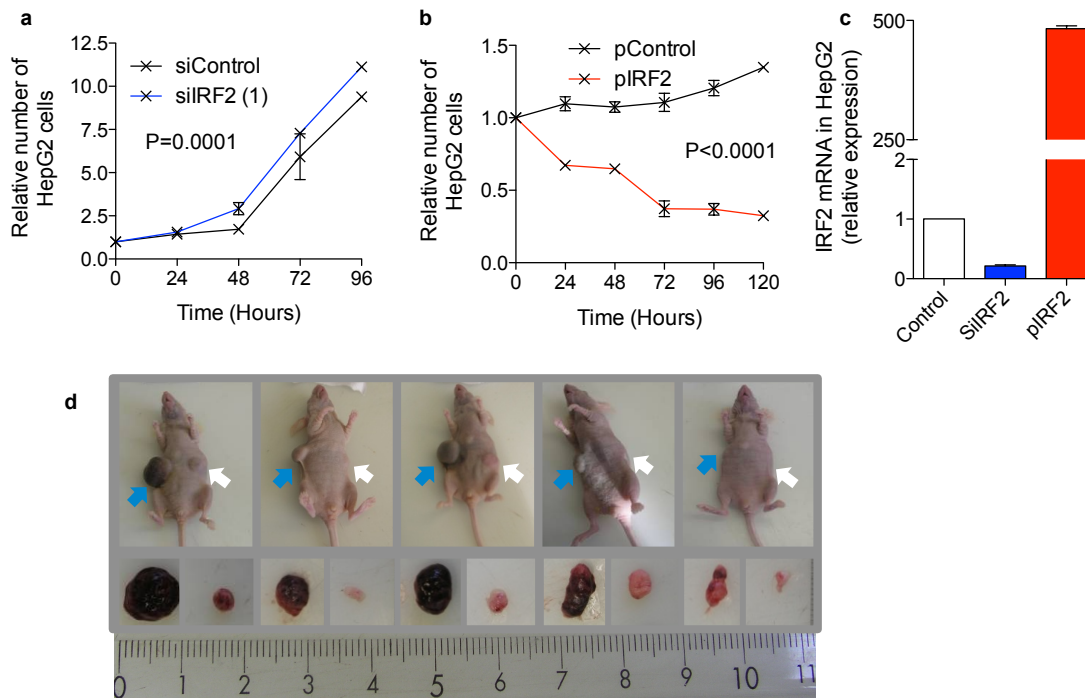 a
12.5
10.0
7.5
5.0
2.5
0.0
0 24 48 72 96
Relative number of
HepG2 cells
Time (Hours)
siControl
siIRF2 (1)
P=0.0001
b
1.5
1.0
0.5
0.0
0 24 48 72 96 120
Relative number of
HepG2 cells
Time (Hours)
pControl
pIRF2
P<0.0001
c
500
250
2
1
0
IRF2 mRNA in HepG2
(relative expression)
Control
SiIRF2
pIRF2
d
0 1 2 3 4 5 6 7 8 9 10 11